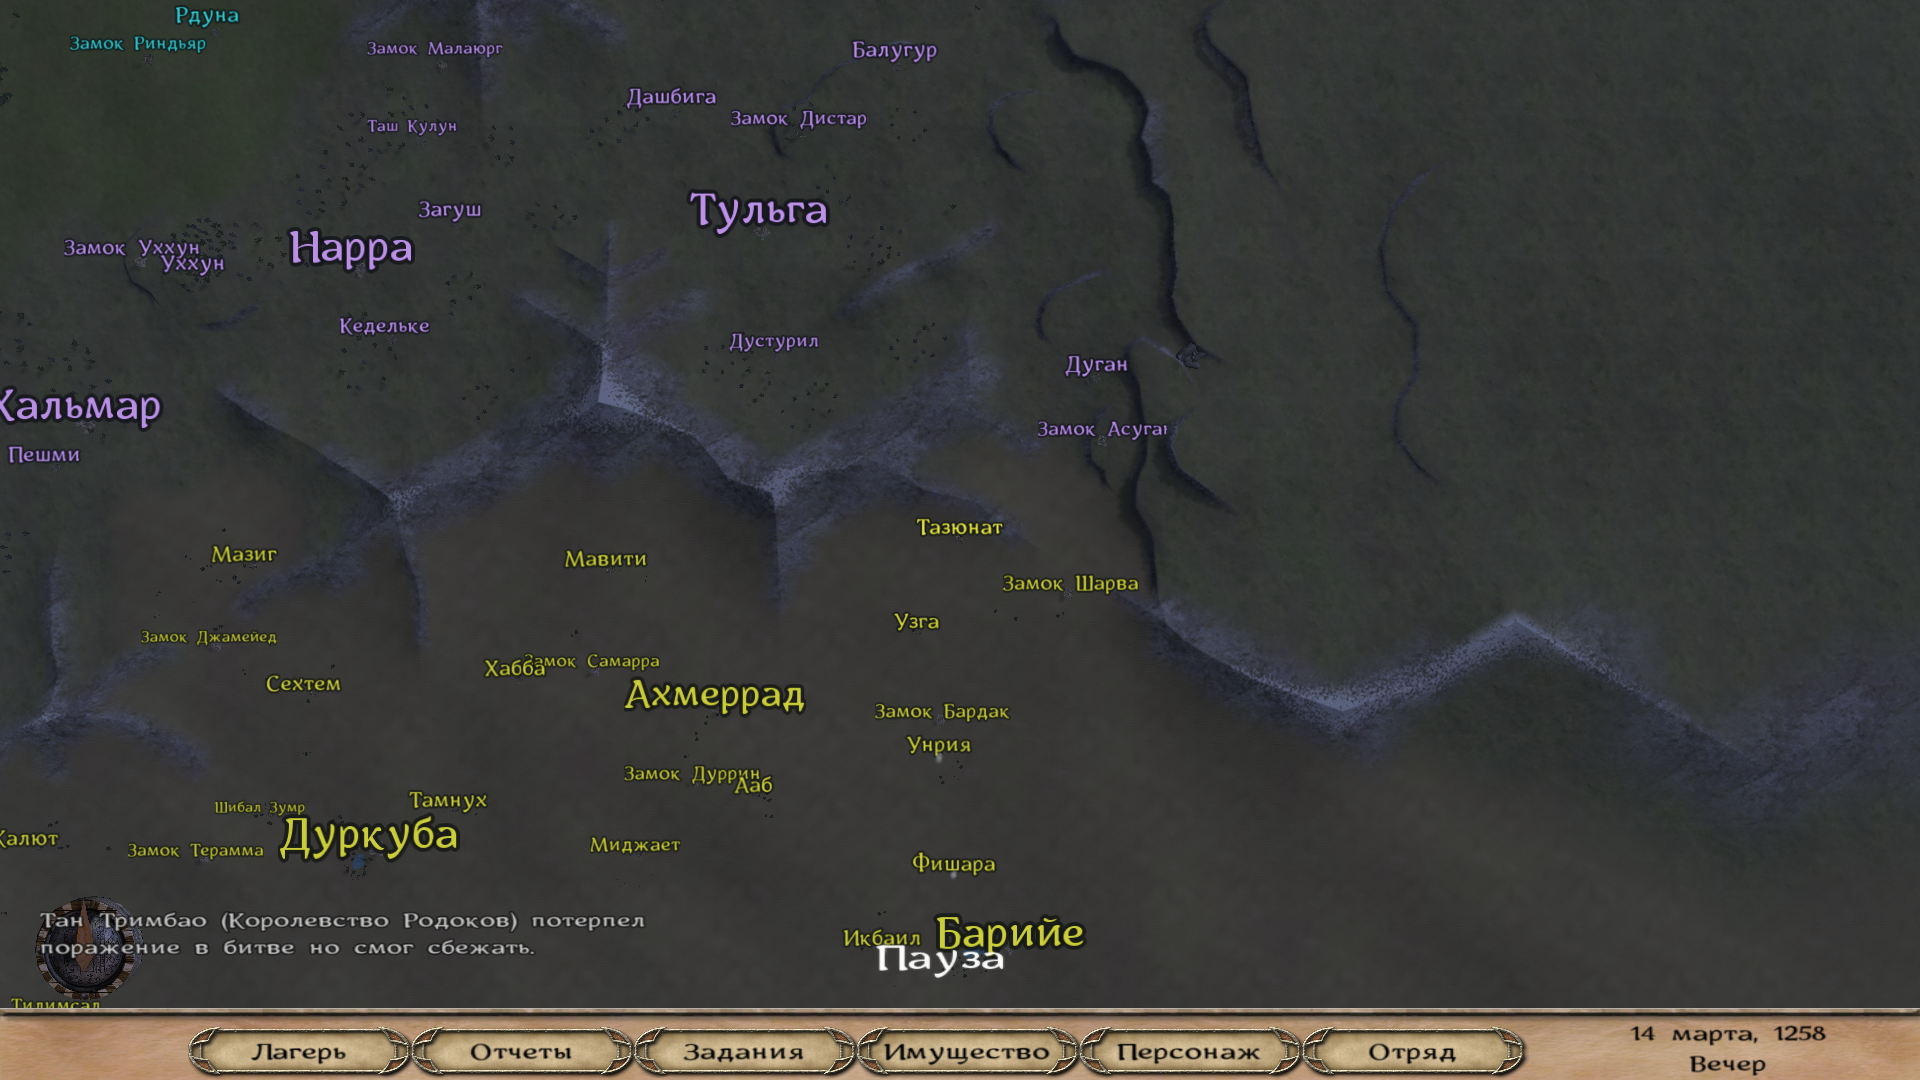 Рдуна
Замок Риндьяр
Замок Малаюрг
Балугур
Дашбига
Замок Дистар
Таш Кулун
Загуш
Тульга
Замок Уххун
Уххун
Нарра
Кедельке
Дустурил
Дуган
Хальмар
Замок Асуган
Пешми
Тазюнат
Мазиг
Мавити
Замок Шарва
Узга
Замок Джамейед
Хабба
Замок Самарра
Сехтем
Ахмеррад
Замок Бардак
Унрия
Замок Дуррин
Ааб
Тамнух
Шибал Зумр
Дуркуба
Калют
Замок Терамма
Миджает
Фишара
Тан Тримбао (Королевство Родоков) потерпел
поражение в битве но смог сбежать.
Икбаил
Барийе
Пауза
Тилимсал
Лагерь
Отчеты
Задания
Имущество
Персонаж
Отряд
14 марта, 1258
Вечер